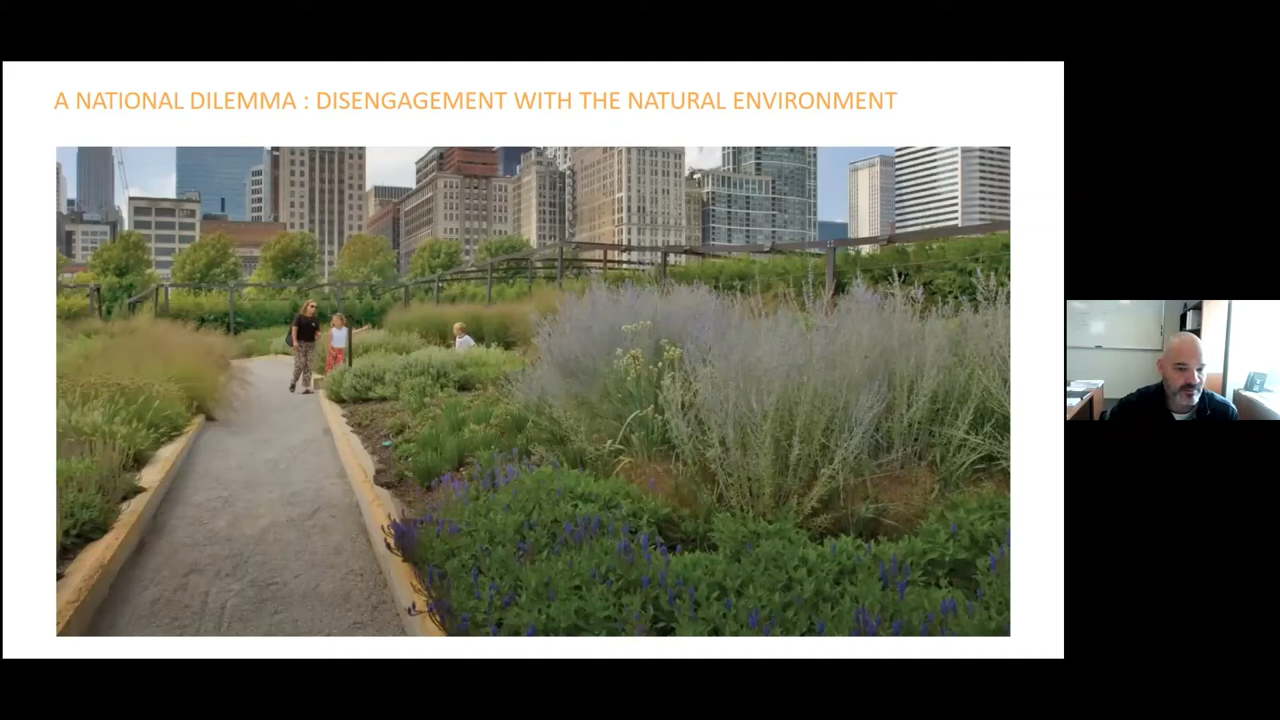 A NATIONAL DILEMMA : DISENGAGEMENT WITH THE NATURAL ENVIRONMENT